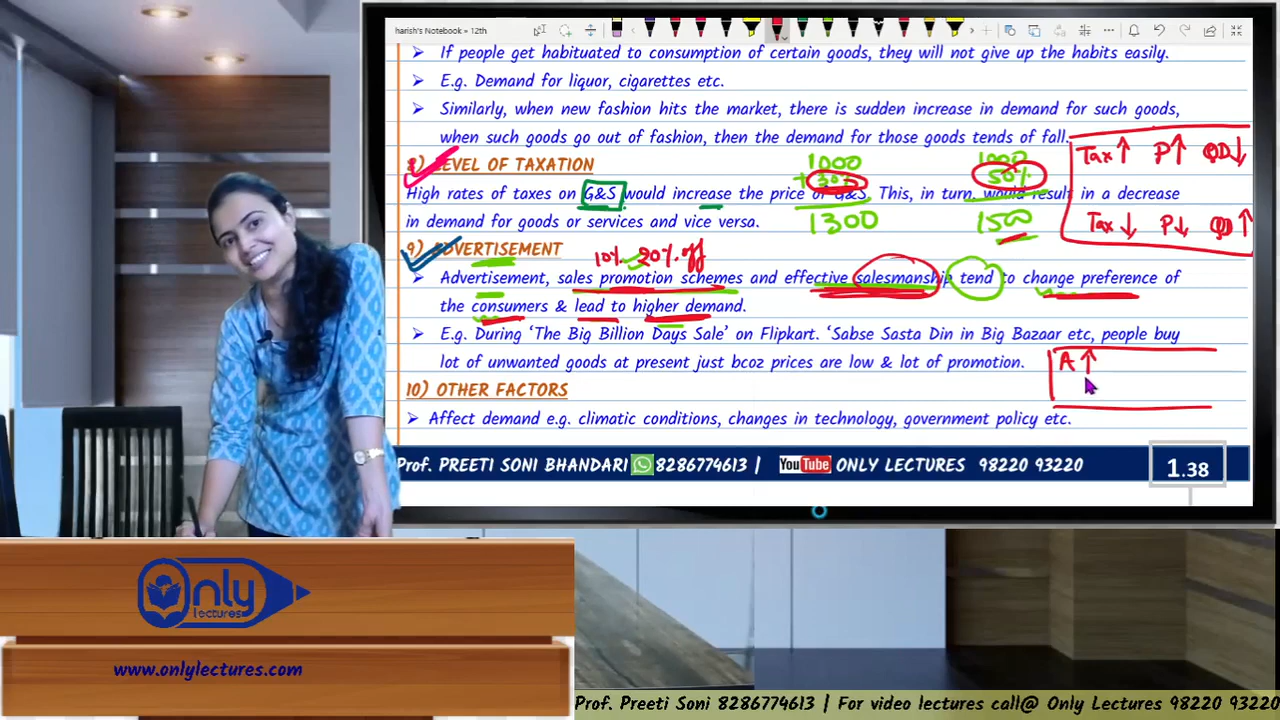 harish's Notebook » 12th
➤ If people get habituated to consumption of certain goods, they will not give up the habits easily.
➤ E.g. Demand for liquor, cigarettes etc.
➤ Similarly, when new fashion hits the market, there is sudden increase in demand for such goods,
when such goods go out of fashion, then the demand for those goods tends of fall.
LEVEL OF TAXATION
1000
1000
+ 30%
50%
Tax↑ P↑ QD↓
High rates of taxes on G&S would increase the price of G&S. This, in turn, would result in a decrease
in demand for goods or services and vice versa.
1300
1500
Tax↓ P↓ QD↑
9) ADVERTISEMENT
10% 20% off
➤ Advertisement, sales promotion schemes and effective salesmanship tend to change preference of
the consumers & lead to higher demand.
➤ E.g. During ‘The Big Billion Days Sale’ on Flipkart. ‘Sabse Sasta Din in Big Bazaar etc, people buy
lot of unwanted goods at present just bcoz prices are low & lot of promotion.
A↑
10) OTHER FACTORS
➤ Affect demand e.g. climatic conditions, changes in technology, government policy etc.
Prof. PREETI SONI BHANDARI 8286774613 | YouTube ONLY LECTURES 98220 93220
1.38
Only
lectures
www.onlylectures.com
Prof. Preeti Soni 8286774613 | For video lectures call@ Only Lectures 98220 93220